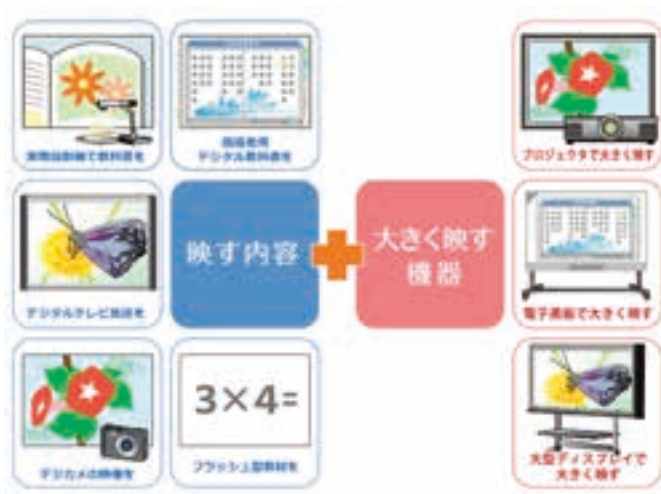 実物投影機で教科書を
指導者用
デジタル教科書を
プロジェクタで大きく映す
映す内容
大きく映す
機器
デジタルテレビ放送を
電子黒板で大きく映す
3×4=
デジカメの映像を
フラッシュ型教材を
大型ディスプレイで
大きく映す